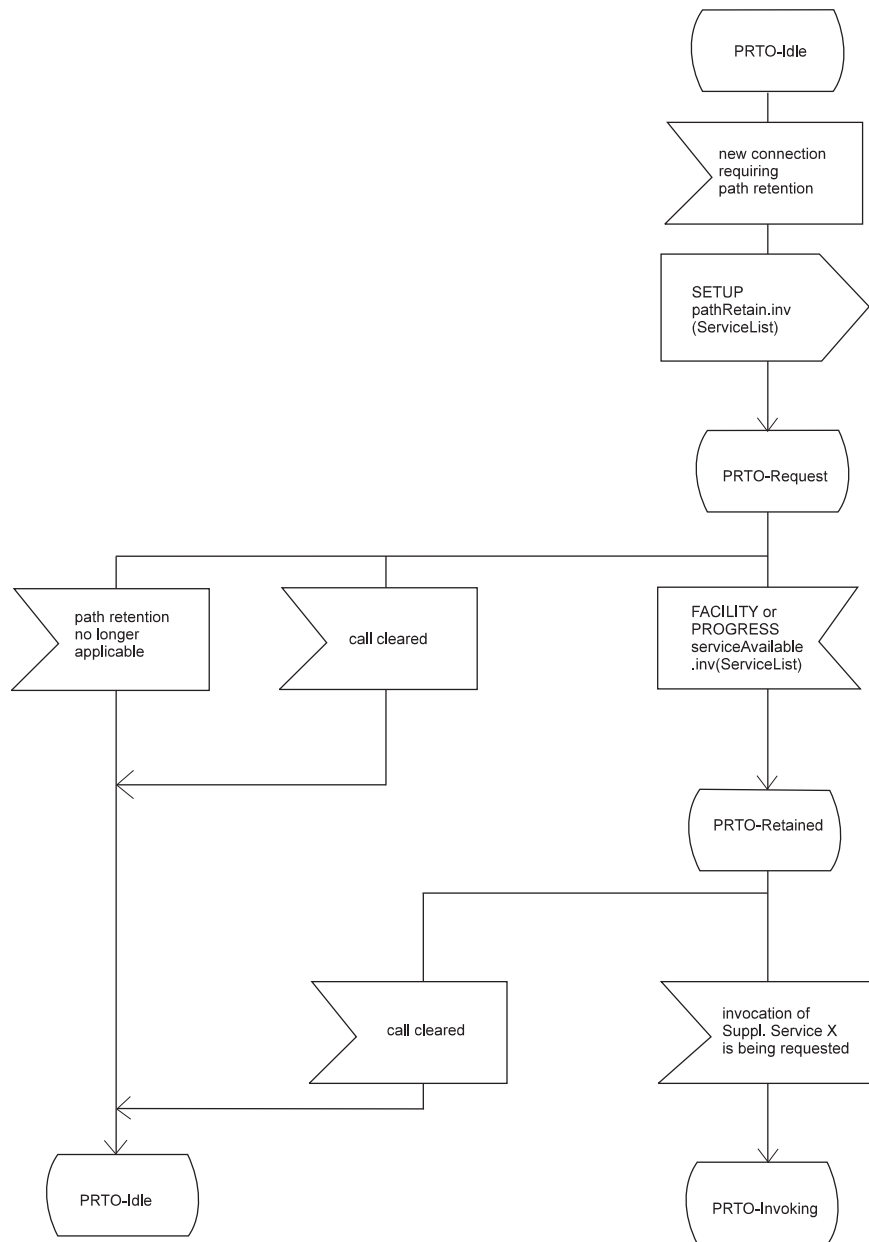 PRTO-Idle
new connection
requiring
path retention
SETUP
pathRetain.inv
(ServiceList)
PRTO-Request
path retention
no longer
applicable
call cleared
FACILITY or
PROGRESS
serviceAvailable
.inv(ServiceList)
PRTO-Retained
call cleared
invocation of
Suppl. Service X
is being requested
PRTO-Idle
PRTO-Invoking